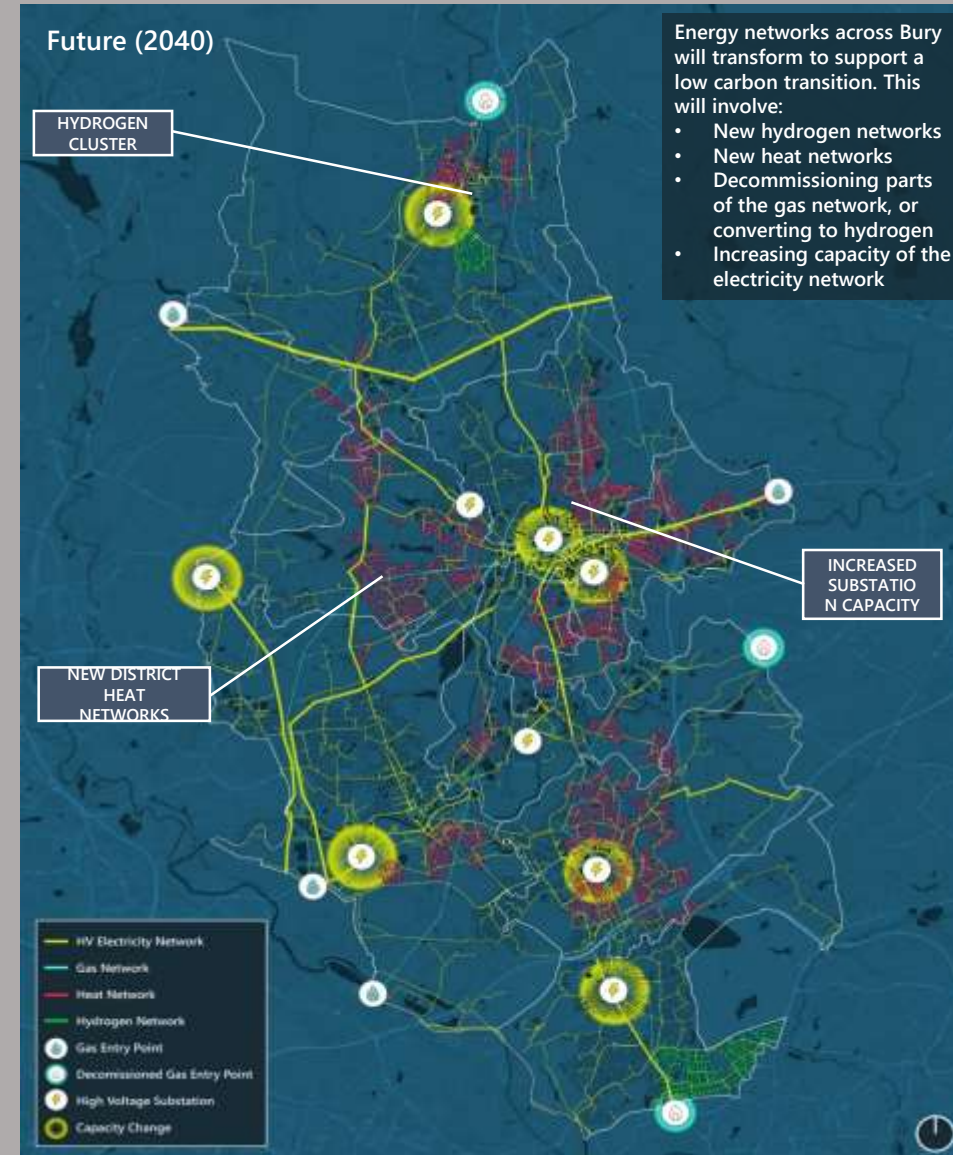 Future (2040)
Energy networks across Bury
will transform to support a
low carbon transition. This
will involve:
• New hydrogen networks
• New heat networks
• Decommissioning parts
of the gas network, or
converting to hydrogen
• Increasing capacity of the
electricity network
HYDROGEN
CLUSTER
INCREASED
SUBSTATIO
N CAPACITY
NEW DISTRICT
HEAT
NETWORKS
HV Electricity Network
Gas Network
Heat Network
Hydrogen Network
Gas Entry Point
Decomissioned Gas Entry Point
High Voltage Substation
Capacity Change